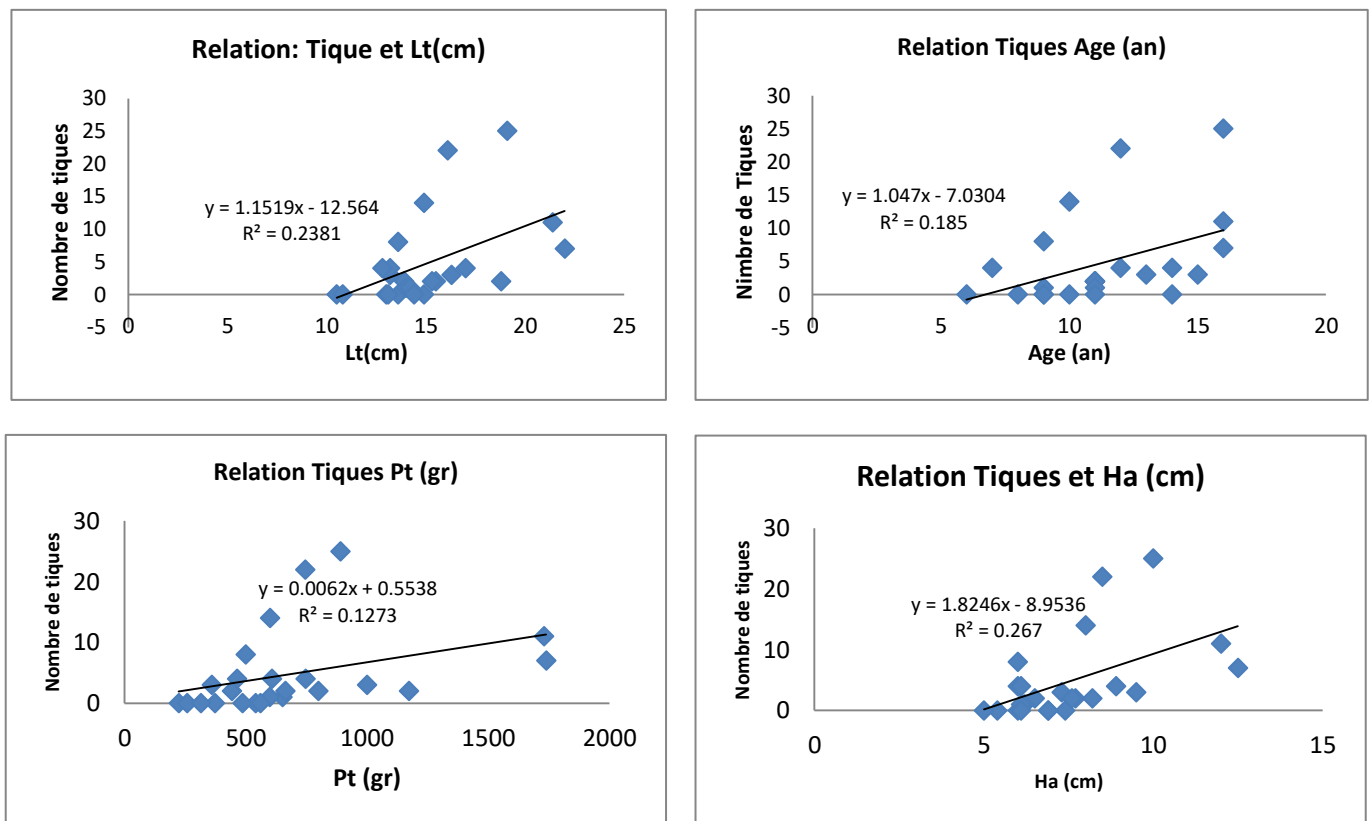 Relation: Tique et Lt(cm)
Nombre de tiques
30
25
20
15
10
5
0
-5
y = 1.1519x - 12.564
R² = 0.2381
0 5 10 15 20 25
Lt(cm)
Relation Tiques Age (an)
Nimbre de Tiques
30
25
20
15
10
5
0
-5
y = 1.047x - 7.0304
R² = 0.185
0 5 10 15 20
Age (an)
Relation Tiques Pt (gr)
Nombre de tiques
30
20
10
0
y = 0.0062x + 0.5538
R² = 0.1273
0 500 1000 1500 2000
Pt (gr)
Relation Tiques et Ha (cm)
Nombre de tiques
30
20
10
0
y = 1.8246x - 8.9536
R² = 0.267
0 5 10 15
Ha (cm)